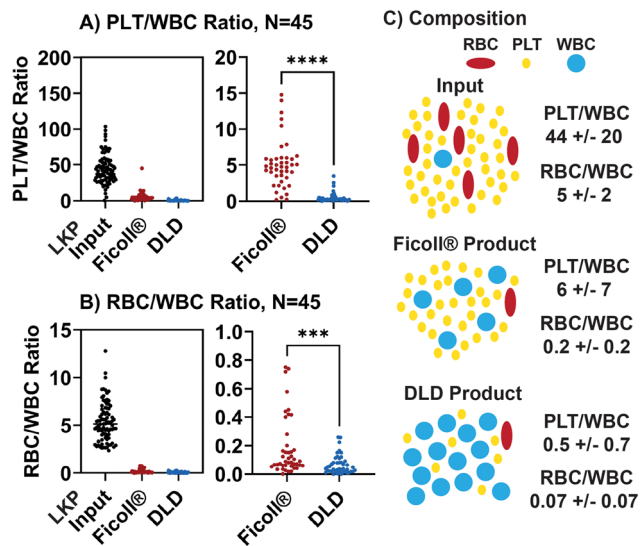 A) PLT/WBC Ratio, N=45
PLT/WBC Ratio
200
150
100
50
0
LKP
Input
Ficoll®
DLD
20
15
10
5
0
****
Ficoll®
DLD
B) RBC/WBC Ratio, N=45
RBC/WBC Ratio
15
10
5
0
LKP
Input
Ficoll®
DLD
1.0
0.8
0.6
0.4
0.2
0.0
***
Ficoll®
DLD
C) Composition
RBC PLT WBC
Input
PLT/WBC
44 +/- 20
RBC/WBC
5 +/- 2
Ficoll® Product
PLT/WBC
6 +/- 7
RBC/WBC
0.2 +/- 0.2
DLD Product
PLT/WBC
0.5 +/- 0.7
RBC/WBC
0.07 +/- 0.07